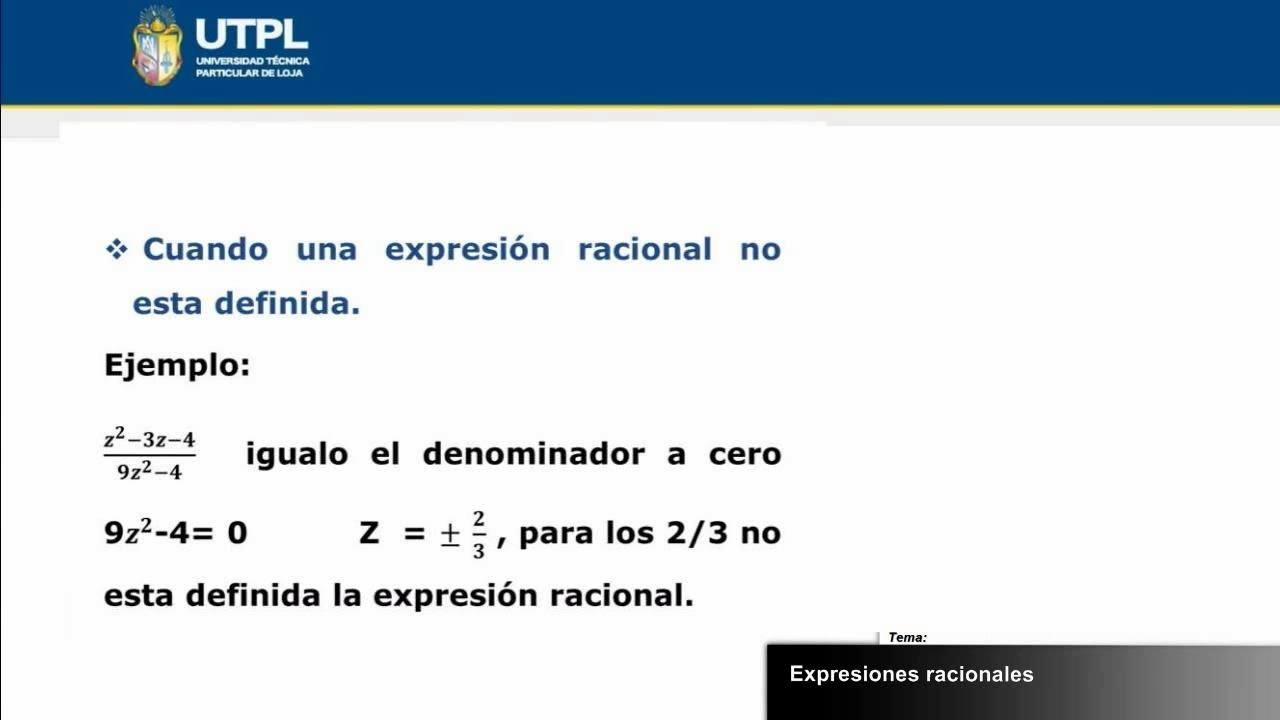 UTPL
UNIVERSIDAD TÉCNICA
PARTICULAR DE LOJA
❖ Cuando una expresión racional no
esta definida.
Ejemplo:
z²−3z−4 / 9z²−4 igualo el denominador a cero
9z²-4= 0 Z = ± 2/3 , para los 2/3 no
esta definida la expresión racional.
Tema:
Expresiones racionales